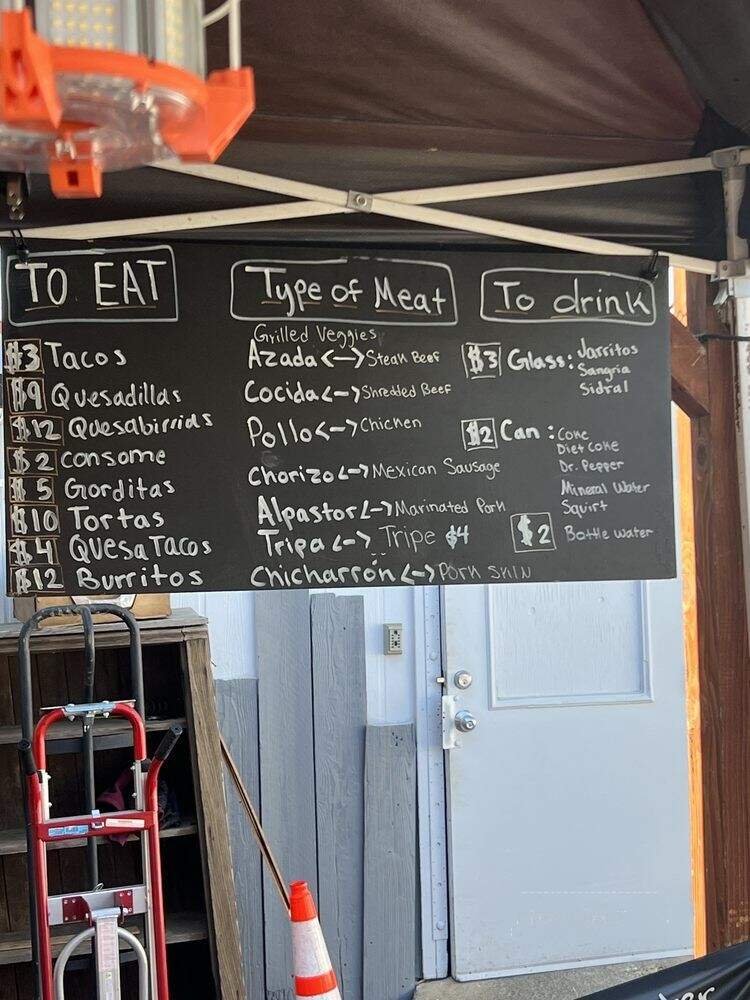 TO EAT
$3 Tacos
$9 Quesadillas
$12 Quesabirrias
$2 consome
$5 Gorditas
$10 Tortas
$4 QUESATACOS
$12 Burritos
Type of Meat
Grilled Veggies
Azada <-> Steak Beef
Cocida <-> Shredded Beef
Pollo <-> Chicken
Chorizo <-> Mexican Sausage
Alpastor <-> Marinated Pork
Tripa <-> Tripe $4
Chicharrón <-> Pork SKIN
To drink
$3 Glass: Jarritos
Sangria
Sidral
$2 Can: Coke
Diet Coke
Dr. Pepper
Mineral Water
Squirt
$2 Bottle water